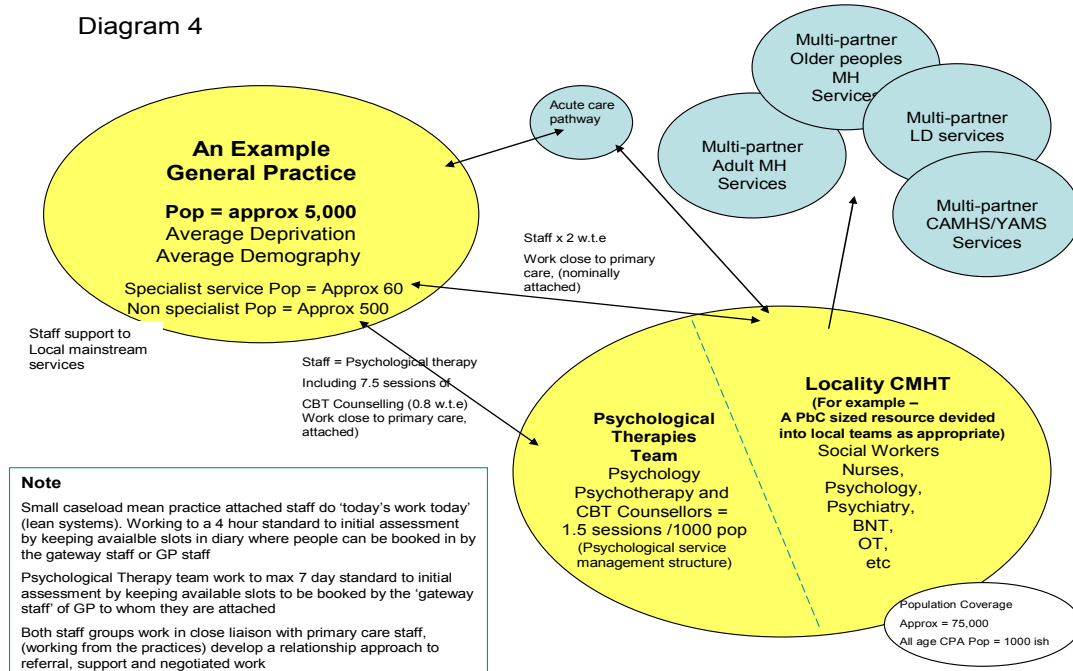 Diagram 4
An Example
General Practice
Pop = approx 5,000
Average Deprivation
Average Demography
Specialist service Pop = Approx 60
Non specialist Pop = Approx 500
Acute care
pathway
Multi-partner
Older peoples
MH
Services
Multi-partner
Adult MH
Services
Multi-partner
LD services
Multi-partner
CAMHS/YAMS
Services
Staff x 2 w.t.e
Work close to primary
care, (nominally
attached)
Staff support to
Local mainstream
services
Staff = Psychological therapy
Including 7.5 sessions of
CBT Counselling (0.8 w.t.e)
Work close to primary care,
attached)
Psychological
Therapies
Team
Psychology
Psychotherapy and
CBT Counsellors =
1.5 sessions /1000 pop
(Psychological service
management structure)
Locality CMHT
(For example –
A PbC sized resource devided
into local teams as appropriate)
Social Workers
Nurses,
Psychology,
Psychiatry,
BNT,
OT,
etc
Population Coverage
Approx = 75,000
All age CPA Pop = 1000 ish
Note
Small caseload mean practice attached staff do ‘today’s work today’
(lean systems). Working to a 4 hour standard to initial assessment
by keeping avaialble slots in diary where people can be booked in by
the gateway staff or GP staff
Psychological Therapy team work to max 7 day standard to initial
assessment by keeping available slots to be booked by the ‘gateway
staff’ of GP to whom they are attached
Both staff groups work in close liaison with primary care staff,
(working from the practices) develop a relationship approach to
referral, support and negotiated work